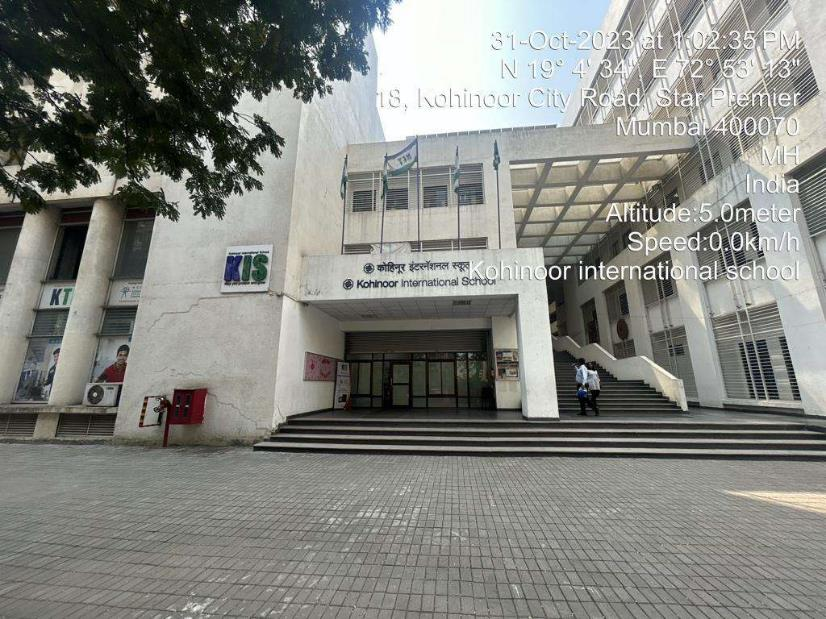 31-Oct-2023 at 1:02:35 PM
N 19° 4' 34" E 72° 53' 13"
18, Kohinoor City Road, Star Premier
Mumbai 400070
MH
India
Altitude:5.0meter
Speed:0.0km/h
Kohinoor international school
KIS
कोहिनूर इंटरनॅशनल स्कूल
Kohinoor International School